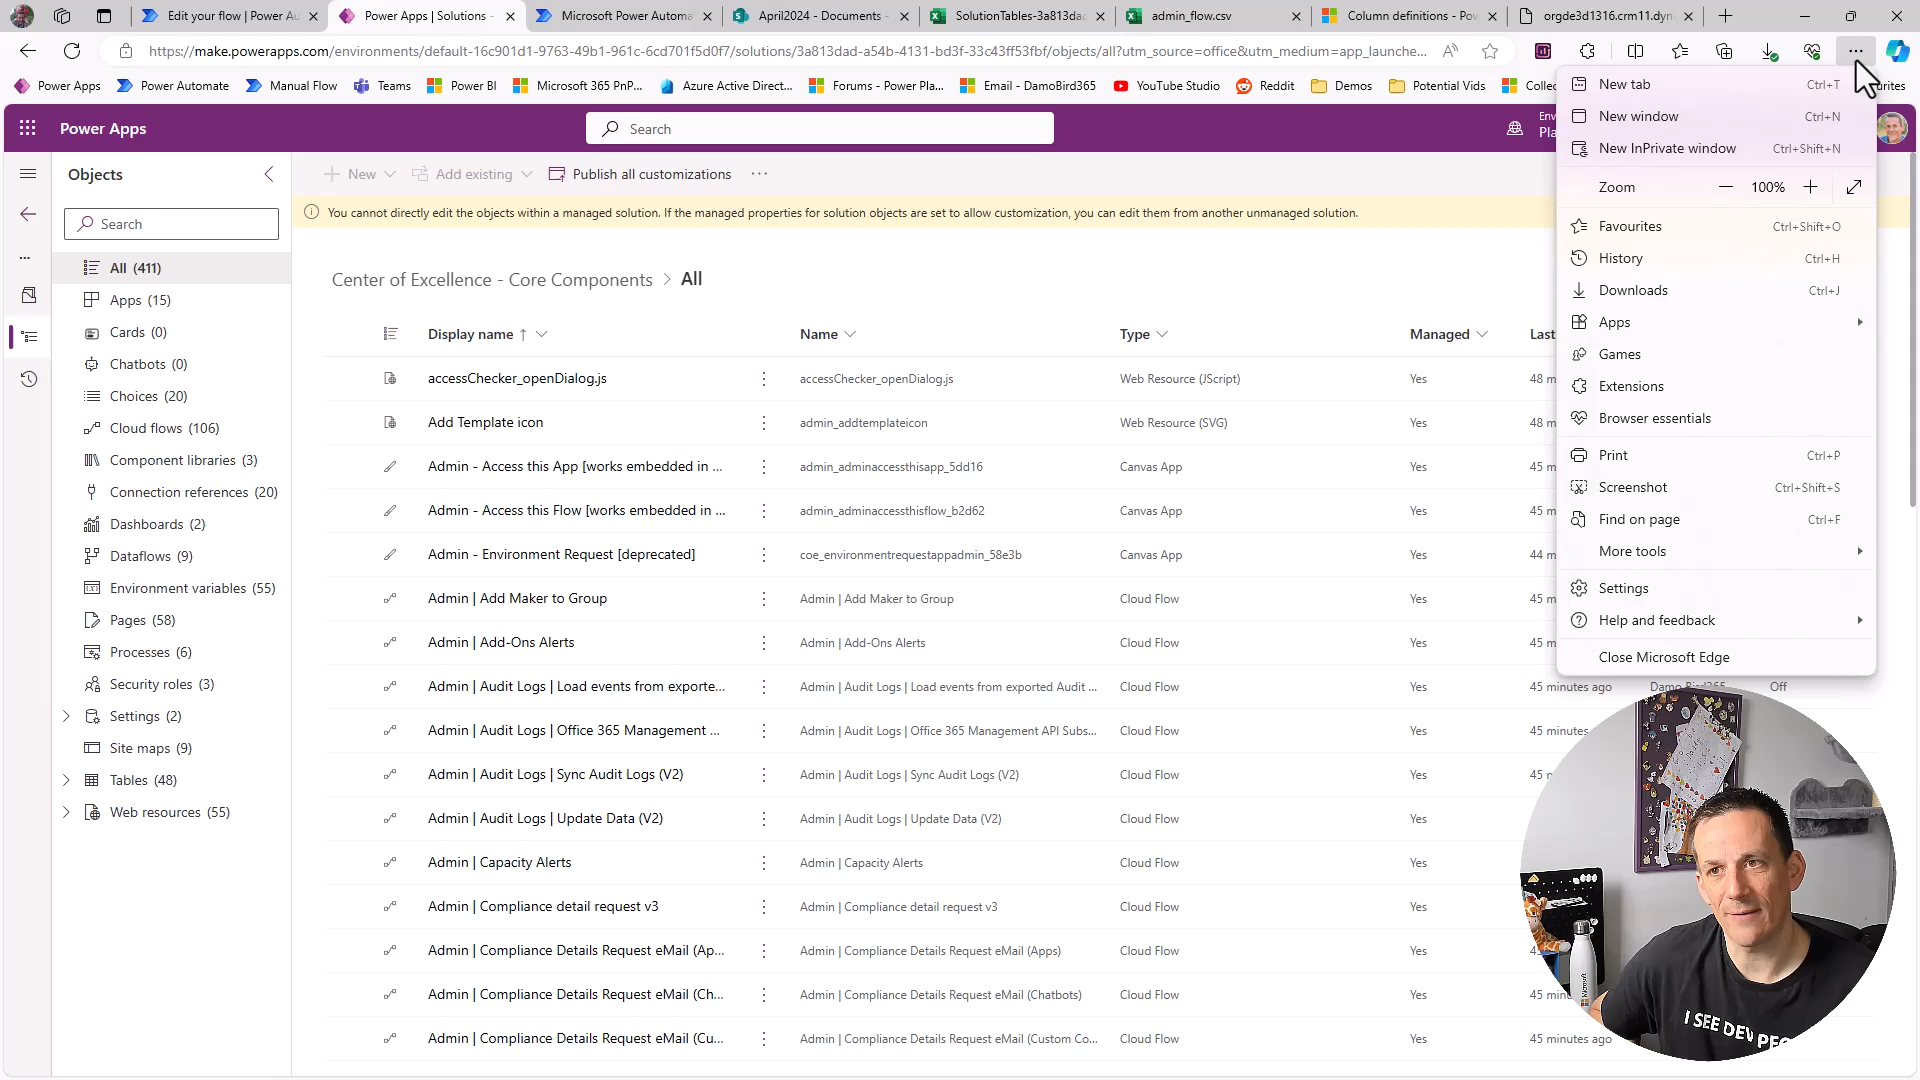 Edit your flow | Power Au
Power Apps | Solutions -
Microsoft Power Automa
April2024 - Documents -
SolutionTables-3a813dad
admin_flow.csv
Column definitions - Pow
orgde3d1316.crm11.dyn
https://make.powerapps.com/environments/default-16c901d1-9763-49b1-961c-6cd701f5d0f7/solutions/3a813dad-a54b-4131-bd3f-33c43ff53fbf/objects/all?utm_source=office&utm_medium=app_launche...
Power Apps
Power Automate
Manual Flow
Teams
Power BI
Microsoft 365 PnP...
Azure Active Direct...
Forums - Power Pla...
Email - DamoBird365
YouTube Studio
Reddit
Demos
Potential Vids
Collec
Power Apps
Search
Objects
Search
All (411)
Apps (15)
Cards (0)
Chatbots (0)
Choices (20)
Cloud flows (106)
Component libraries (3)
Connection references (20)
Dashboards (2)
Dataflows (9)
Environment variables (55)
Pages (58)
Processes (6)
Security roles (3)
Settings (2)
Site maps (9)
Tables (48)
Web resources (55)
New
Add existing
Publish all customizations
You cannot directly edit the objects within a managed solution. If the managed properties for solution objects are set to allow customization, you can edit them from another unmanaged solution.
Center of Excellence - Core Components > All
Display name ↑ Name Type Managed Last
accessChecker_openDialog.js accessChecker_openDialog.js Web Resource (JScript) Yes 48 m
Add Template icon admin_addtemplateicon Web Resource (SVG) Yes 48 m
Admin - Access this App [works embedded in ... admin_adminaccessthisapp_5dd16 Canvas App Yes 45 m
Admin - Access this Flow [works embedded in ... admin_adminaccessthisflow_b2d62 Canvas App Yes 45 m
Admin - Environment Request [deprecated] coe_environmentrequestappadmin_58e3b Canvas App Yes 44 m
Admin | Add Maker to Group Admin | Add Maker to Group Cloud Flow Yes 45 m
Admin | Add-Ons Alerts Admin | Add-Ons Alerts Cloud Flow Yes 45 m
Admin | Audit Logs | Load events from exporte... Admin | Audit Logs | Load events from exported Audit ... Cloud Flow Yes 45 minutes ago Damo Bird365 Off
Admin | Audit Logs | Office 365 Management ... Admin | Audit Logs | Office 365 Management API Subs... Cloud Flow Yes 45 minutes
Admin | Audit Logs | Sync Audit Logs (V2) Admin | Audit Logs | Sync Audit Logs (V2) Cloud Flow Yes 45
Admin | Audit Logs | Update Data (V2) Admin | Audit Logs | Update Data (V2) Cloud Flow Yes
Admin | Capacity Alerts Admin | Capacity Alerts Cloud Flow Yes
Admin | Compliance detail request v3 Admin | Compliance detail request v3 Cloud Flow Yes
Admin | Compliance Details Request eMail (Ap... Admin | Compliance Details Request eMail (Apps) Cloud Flow Yes
Admin | Compliance Details Request eMail (Ch... Admin | Compliance Details Request eMail (Chatbots) Cloud Flow Yes
Admin | Compliance Details Request eMail (Cu... Admin | Compliance Details Request eMail (Custom Co... Cloud Flow Yes 45 minutes ago
New tab Ctrl+T
New window Ctrl+N
New InPrivate window Ctrl+Shift+N
Zoom 100%
Favourites Ctrl+Shift+O
History Ctrl+H
Downloads Ctrl+J
Apps
Games
Extensions
Browser essentials
Print Ctrl+P
Screenshot Ctrl+Shift+S
Find on page Ctrl+F
More tools
Settings
Help and feedback
Close Microsoft Edge
I SEE DEV